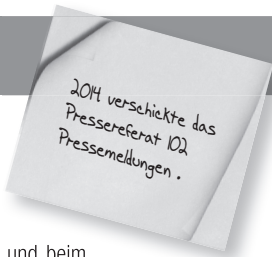 2014 verschickte das
Pressereferat 102
Pressemeldungen.
und beim